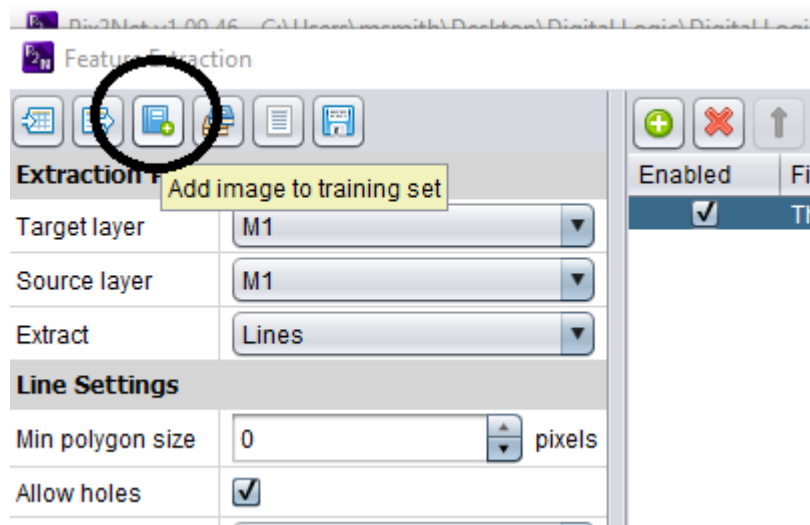 Feature Extraction
Extraction
Add image to training set
Enabled
Target layer M1
Source layer M1
Extract Lines
Line Settings
Min polygon size 0 pixels
Allow holes